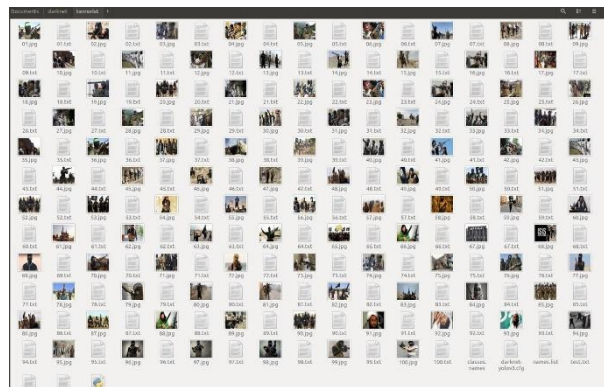 Documents darknet terrorist
01.jpg 01.txt 02.jpg 02.txt 03.jpg 03.txt 04.jpg 04.txt 05.jpg 05.txt 06.jpg 06.txt 07.jpg 07.txt 08.jpg 08.txt 09.jpg
09.txt 10.jpg 10.txt 11.jpg 11.txt 12.jpg 12.txt 13.jpg 13.txt 14.jpg 14.txt 15.jpg 15.txt 16.jpg 16.txt 17.jpg 17.txt
18.jpg 18.txt 19.jpg 19.txt 20.jpg 20.txt 21.jpg 21.txt 22.jpg 22.txt 23.jpg 23.txt 24.jpg 24.txt 25.jpg 25.txt 26.jpg
26.txt 27.jpg 27.txt 28.jpg 28.txt 29.jpg 29.txt 30.jpg 30.txt 31.jpg 31.txt 32.jpg 32.txt 33.jpg 33.txt 34.jpg 34.txt
35.jpg 35.txt 36.jpg 36.txt 37.jpg 37.txt 38.jpg 38.txt 39.jpg 39.txt 40.jpg 40.txt 41.jpg 41.txt 42.jpg 42.txt 43.jpg
43.txt 44.jpg 44.txt 45.jpg 45.txt 46.jpg 46.txt 47.jpg 47.txt 48.jpg 48.txt 49.jpg 49.txt 50.jpg 50.txt 51.jpg 51.txt
52.jpg 52.txt 53.jpg 53.txt 54.jpg 54.txt 55.jpg 55.txt 56.jpg 56.txt 57.jpg 57.txt 58.jpg 58.txt 59.jpg 59.txt 60.jpg
60.txt 61.jpg 61.txt 62.jpg 62.txt 63.jpg 63.txt 64.jpg 64.txt 65.jpg 65.txt 66.jpg 66.txt 67.jpg 67.txt 68.jpg 68.txt
69.jpg 69.txt 70.jpg 70.txt 71.jpg 71.txt 72.jpg 72.txt 73.jpg 73.txt 74.jpg 74.txt 75.jpg 75.txt 76.jpg 76.txt 77.jpg
77.txt 78.jpg 78.txt 79.jpg 79.txt 80.jpg 80.txt 81.jpg 81.txt 82.jpg 82.txt 83.jpg 83.txt 84.jpg 84.txt 85.jpg 85.txt
86.jpg 86.txt 87.jpg 87.txt 88.jpg 88.txt 89.jpg 89.txt 90.jpg 90.txt 91.jpg 91.txt 92.jpg 92.txt 93.jpg 93.txt 94.jpg
94.txt 95.jpg 95.txt 96.jpg 96.txt 97.jpg 97.txt 98.jpg 98.txt 99.jpg 99.txt 100.jpg 100.txt classes. darknet- names.list test.txt
names yolov3.cfg